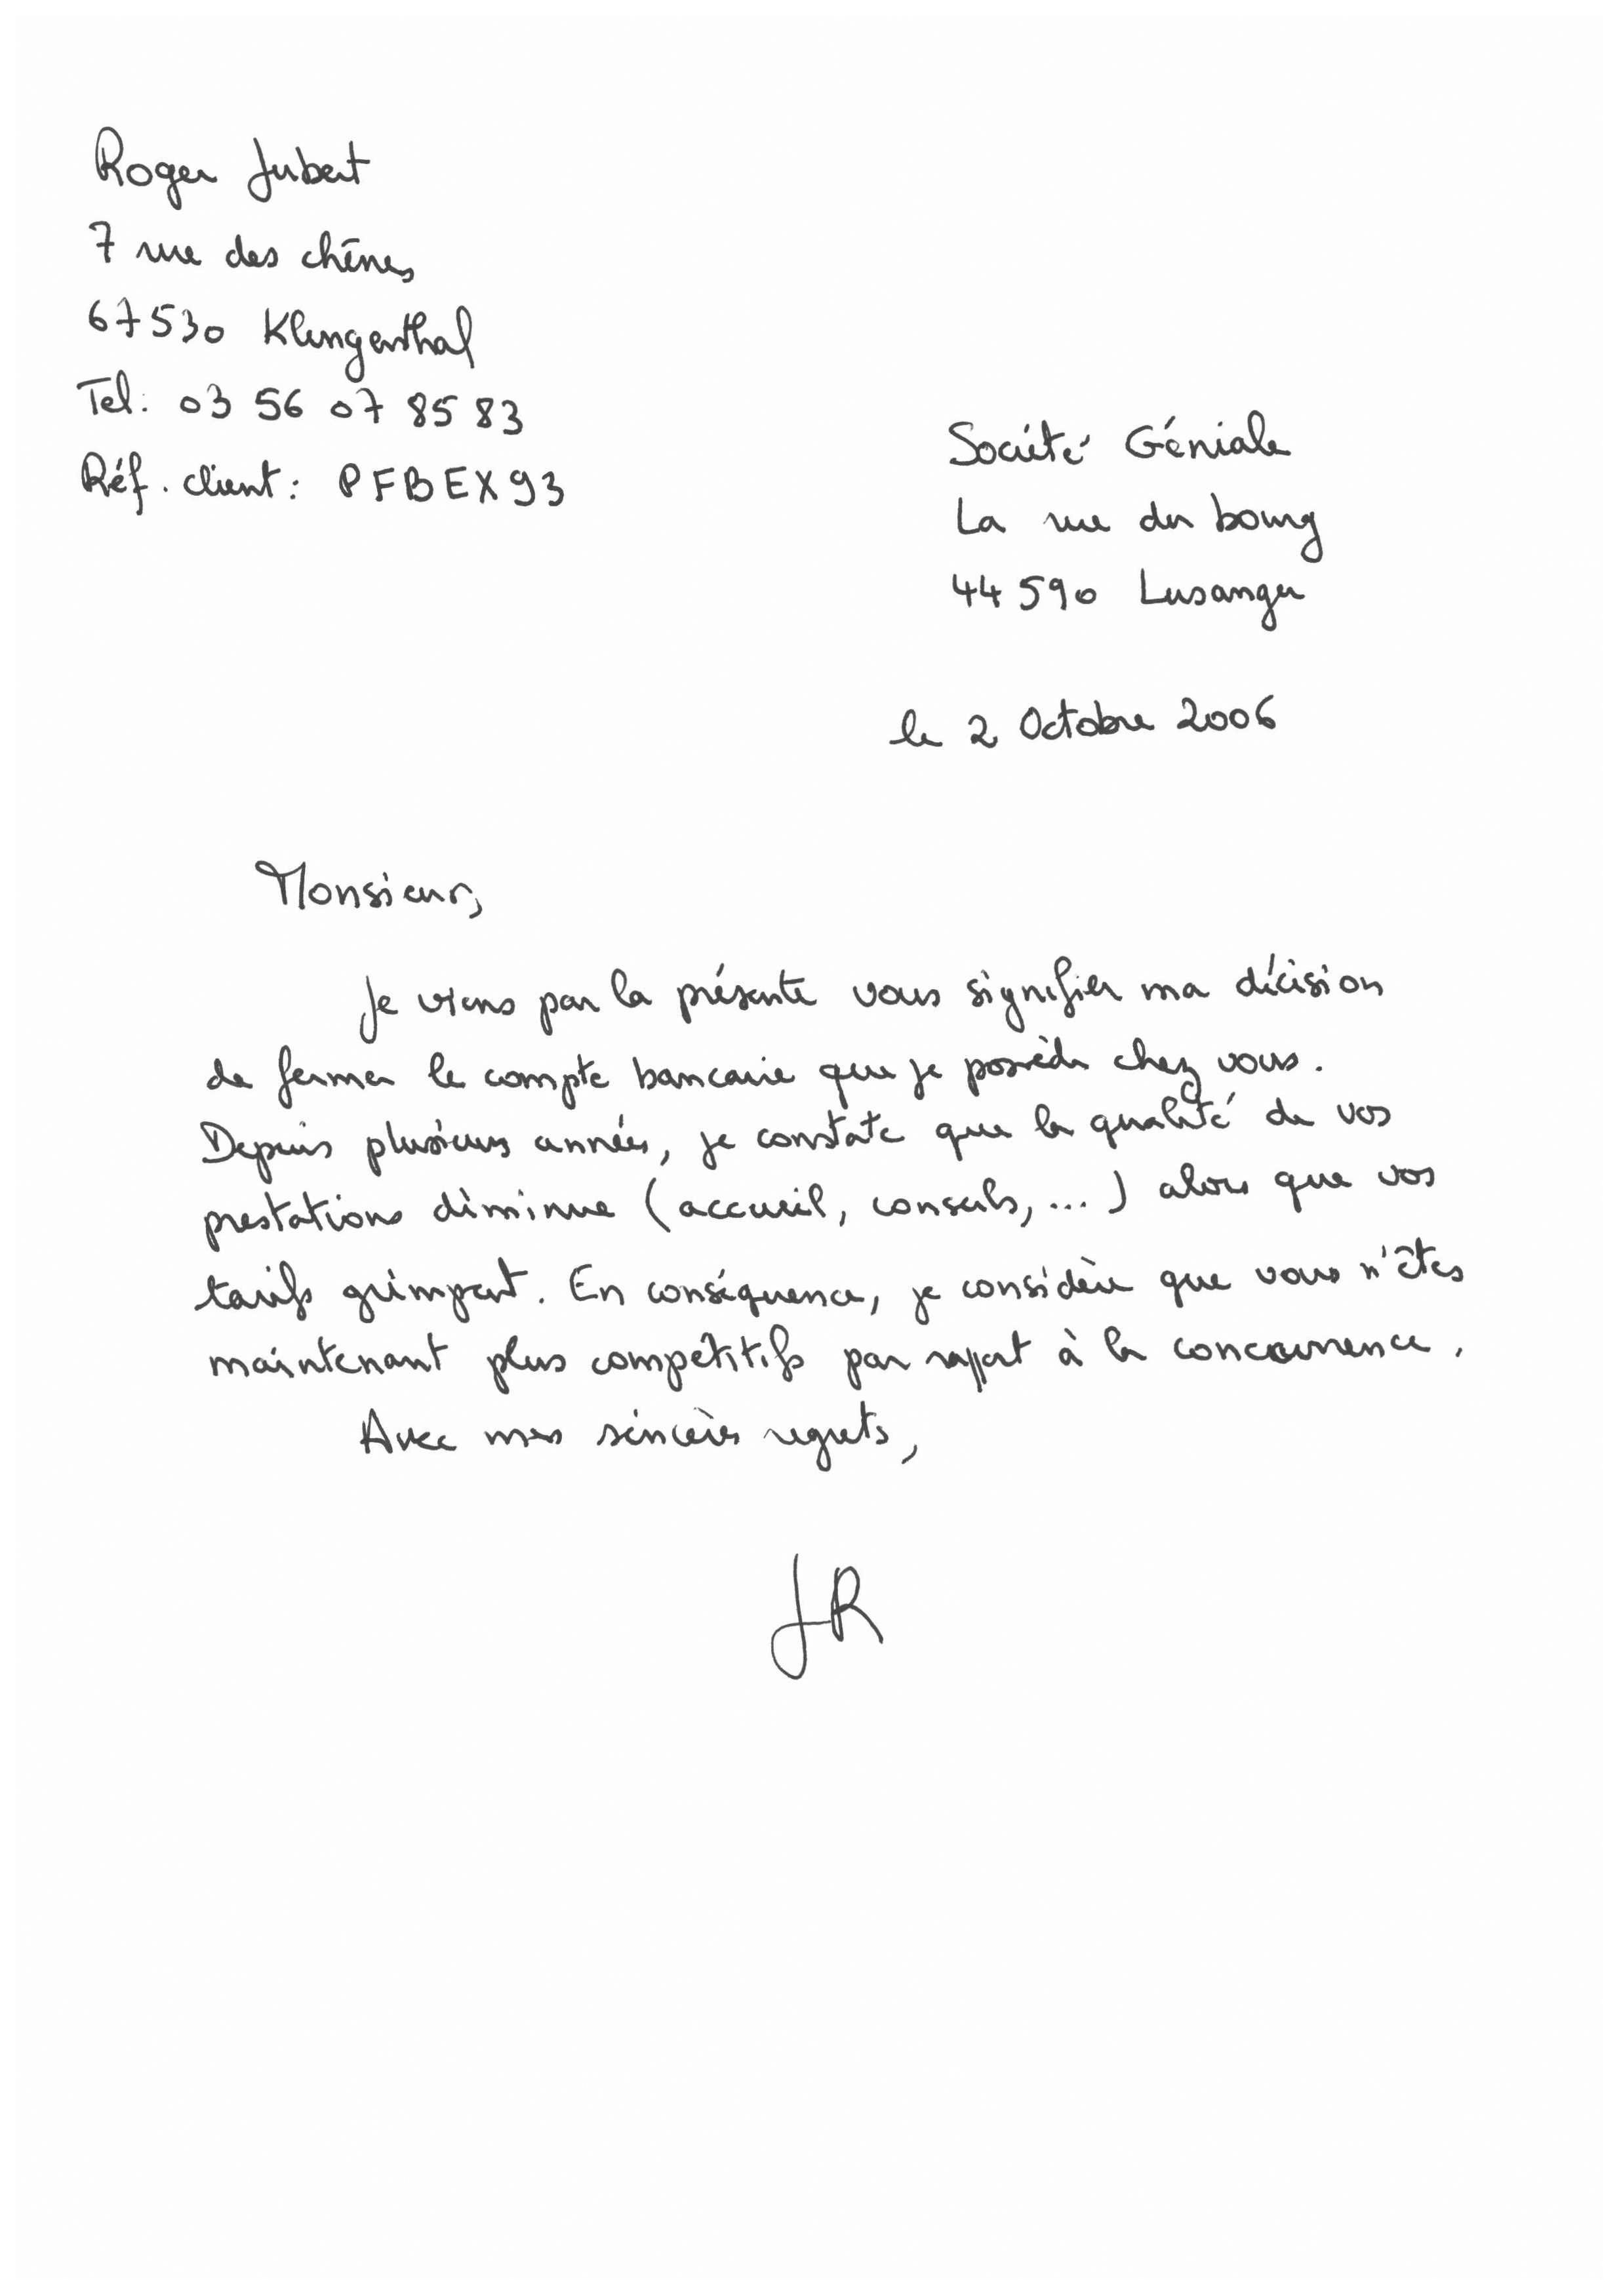 Roger Jubert
7 rue des chênes
67530 Klingenthal
Tel: 03 56 07 85 83
Réf. client: PFBEX93
Société Géniale
La rue du bourg
44590 Lusanger
le 2 Octobre 2006
Monsieur,
Je viens par la présente vous signifier ma décision
de fermer le compte bancaire que je possède chez vous.
Depuis plusieurs années, je constate que la qualité de vos
prestations diminue (accueil, conseils, ...) alors que vos
tarifs grimpent. En conséquence, je considère que vous n'êtes
maintenant plus compétitifs par rapport à la concurrence.
Avec mes sincères regrets,
JR